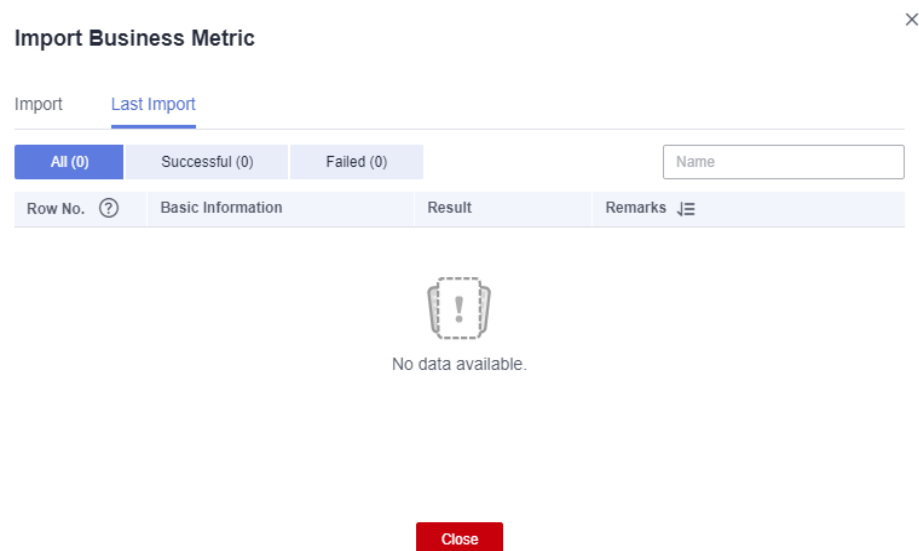 Import Business Metric
Import Last Import
All (0) Successful (0) Failed (0) Name
Row No. ? Basic Information Result Remarks
No data available.
Close